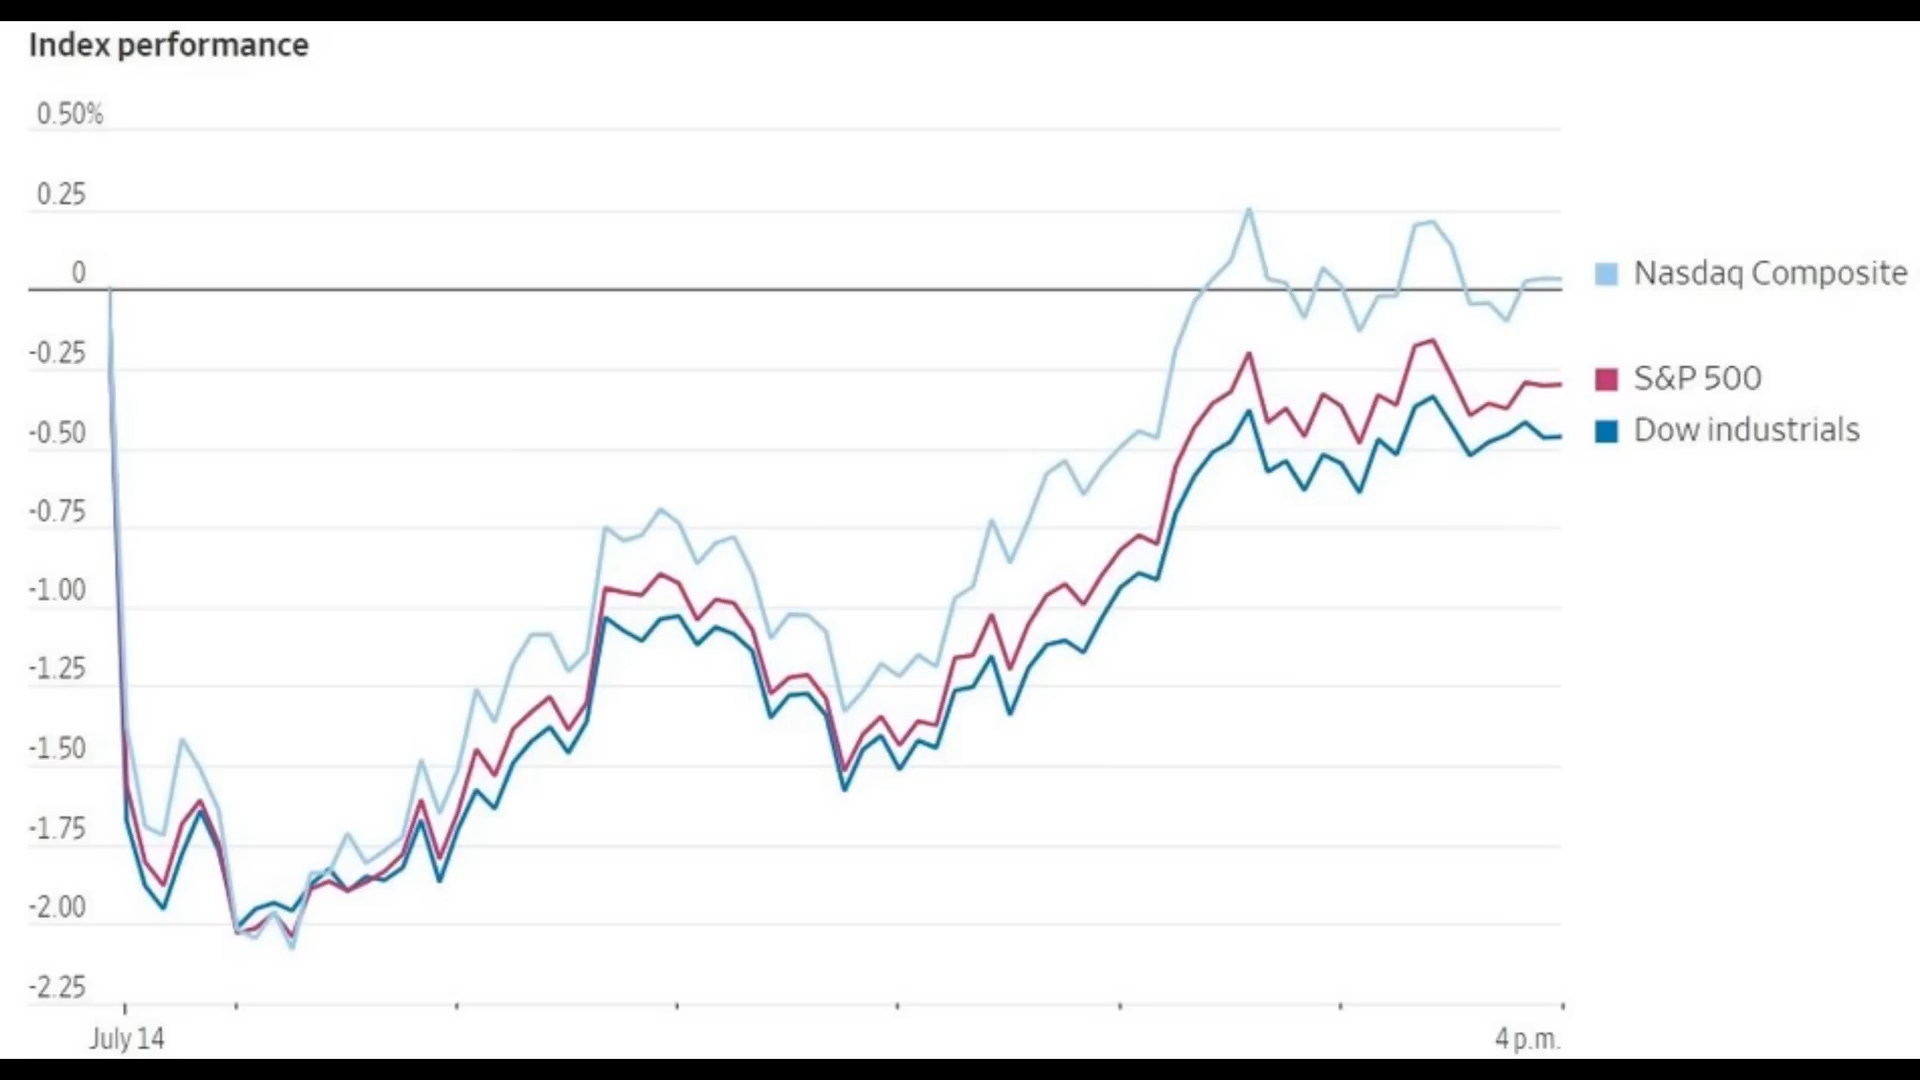 Index performance
0.50%
0.25
0
-0.25
-0.50
-0.75
-1.00
-1.25
-1.50
-1.75
-2.00
-2.25
July 14
4 p.m.
Nasdaq Composite
S&P 500
Dow industrials